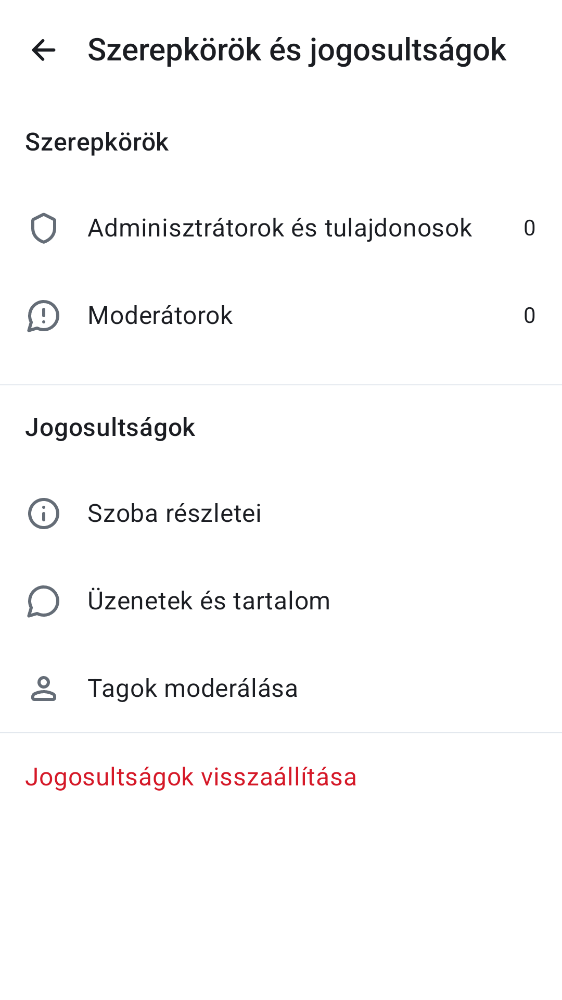 Szerepkörök és jogosultságok
Szerepkörök
Adminisztrátorok és tulajdonosok 0
Moderátorok 0
Jogosultságok
Szoba részletei
Üzenetek és tartalom
Tagok moderálása
Jogosultságok visszaállítása